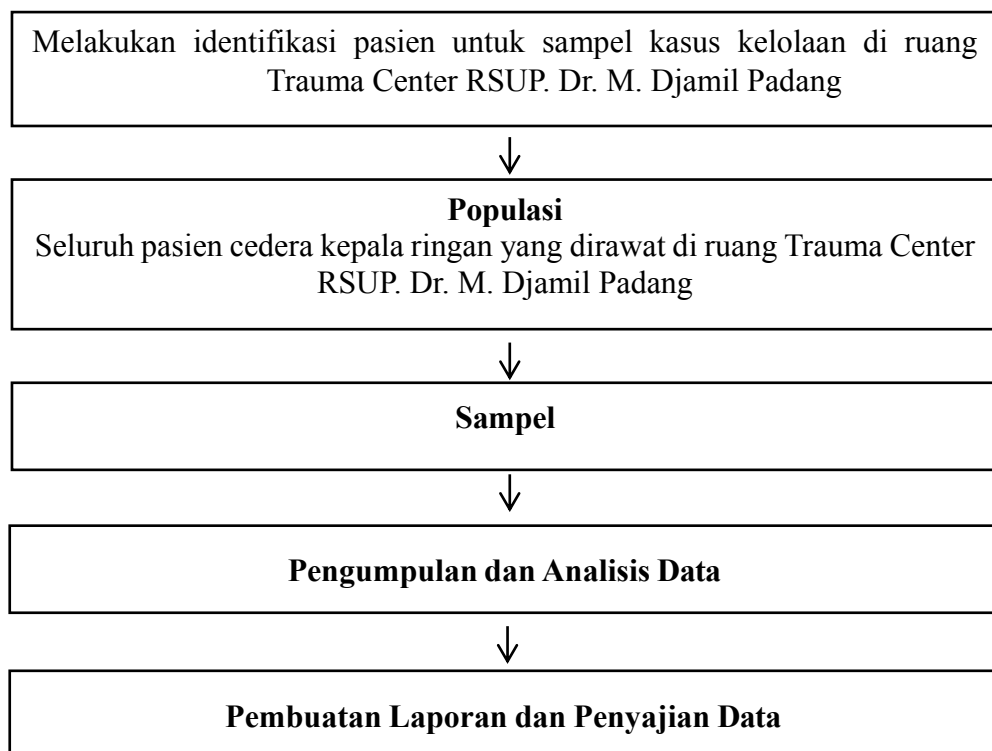 Melakukan identifikasi pasien untuk sampel kasus kelolaan di ruang
Trauma Center RSUP. Dr. M. Djamil Padang
Populasi
Seluruh pasien cedera kepala ringan yang dirawat di ruang Trauma Center
RSUP. Dr. M. Djamil Padang
Sampel
Pengumpulan dan Analisis Data
Pembuatan Laporan dan Penyajian Data